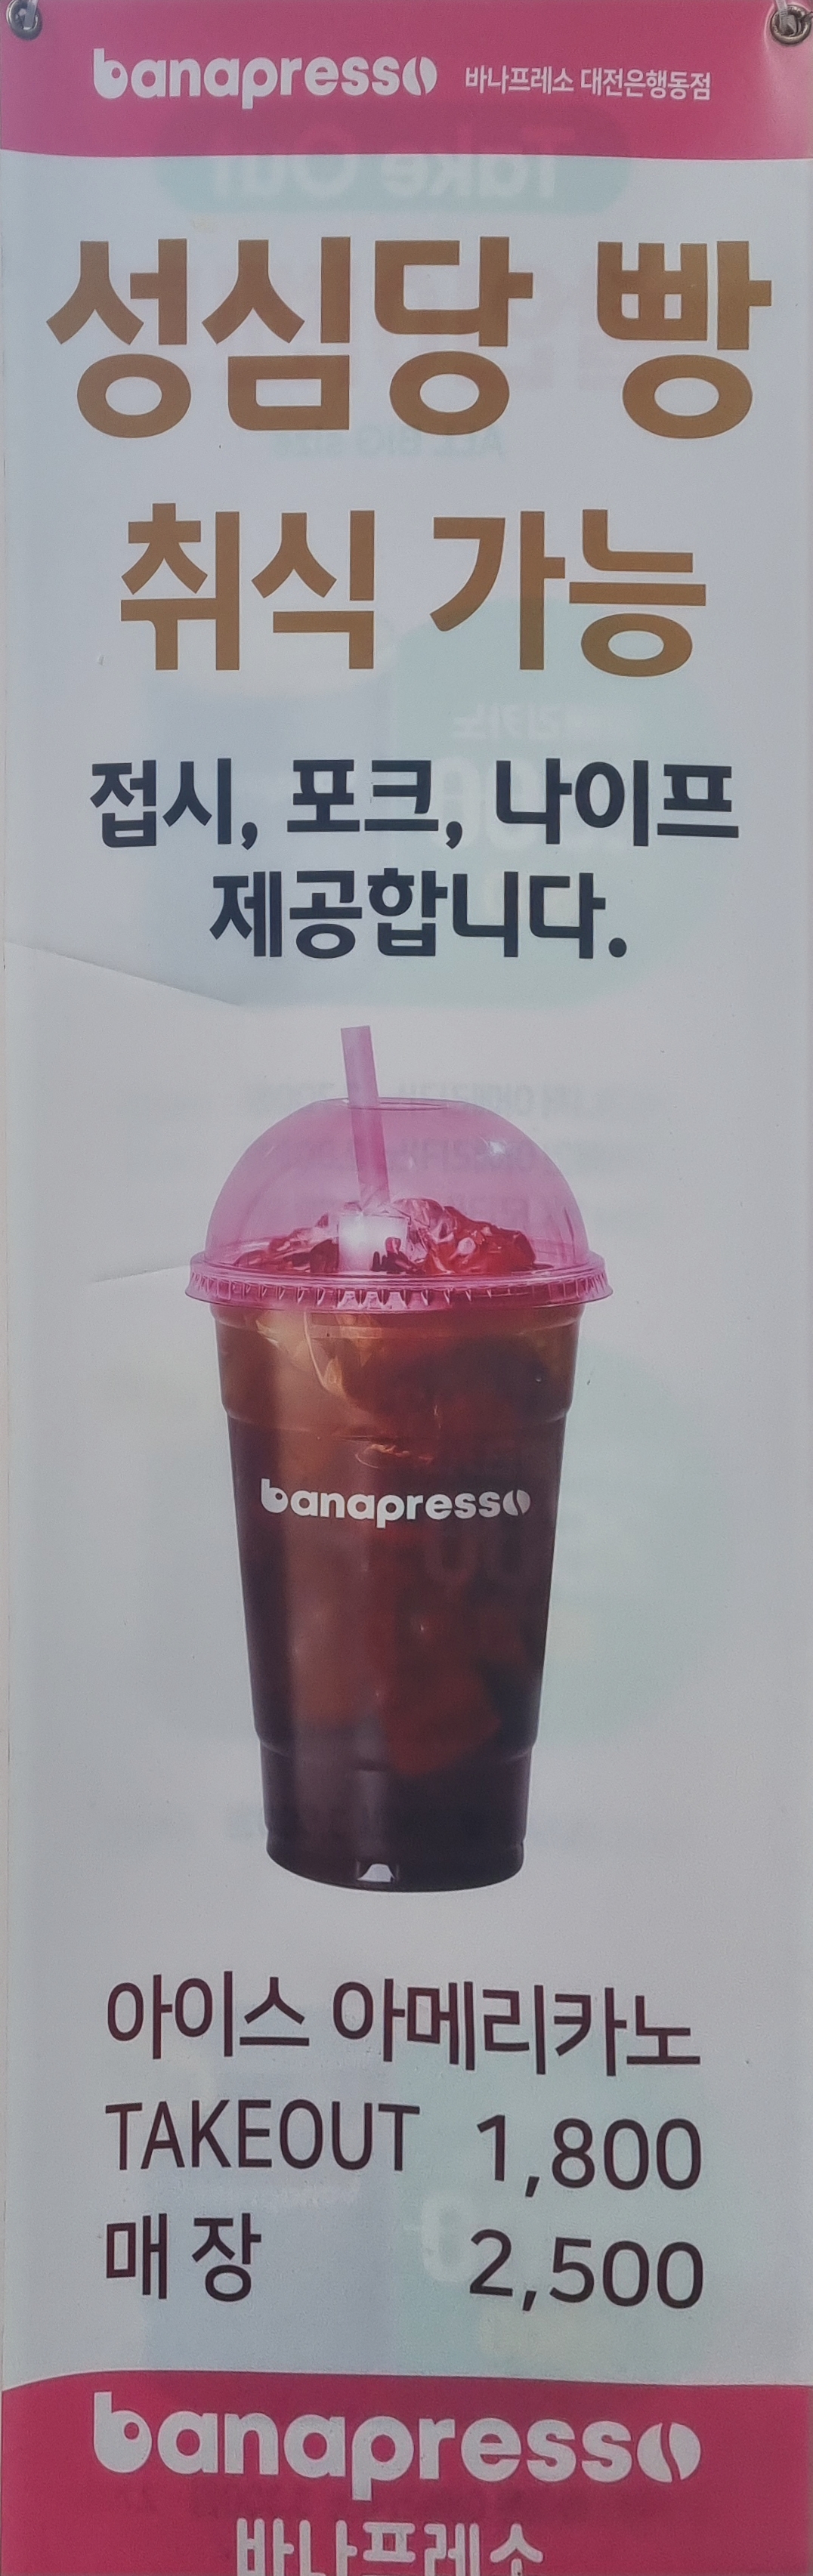 banapresso 바나프레소 대전은행동점
성심당 빵
취식 가능
접시, 포크, 나이프
제공합니다.
banapresso
아이스 아메리카노
TAKEOUT 1,800
매장 2,500
banapresso
바나프레소